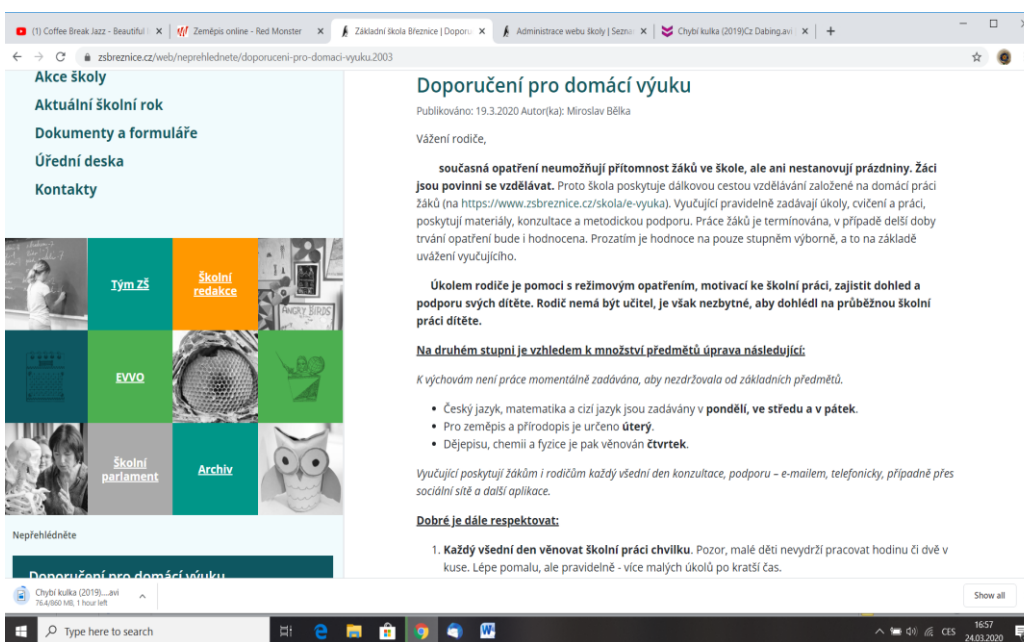 (1) Coffee Break Jazz - Beautiful
Zeměpis online - Red Monster
Základní škola Březnice | Doporu
Administrace webu školy | Sezna
Chybí kulka (2019)Cz Dabing.avi
zsbreznice.cz/web/neprehlednete/doporuceni-pro-domaci-vyuku.2003
Akce školy
Aktuální školní rok
Dokumenty a formuláře
Úřední deska
Kontakty
Tým ZŠ
Školní
redakce
ANGRY BIRDS
EVVO
Školní
parlament
Archiv
Nepřehlédněte
Doporučení pro domácí výuku
Doporučení pro domácí výuku
Publikováno: 19.3.2020 Autor(ka): Miroslav Bělka
Vážení rodiče,
současná opatření neumožňují přítomnost žáků ve škole, ale ani nestanovují prázdniny. Žáci
jsou povinni se vzdělávat. Proto škola poskytuje dálkovou cestou vzdělávání založené na domácí práci
žáků (na https://www.zsbreznice.cz/skola/e-vyuka). Vyučující pravidelně zadávají úkoly, cvičení a práci,
poskytují materiály, konzultace a metodickou podporu. Práce žáků je termínována, v případě delší doby
trvání opatření bude i hodnocena. Prozatím je hodnoce na pouze stupněm výborně, a to na základě
uvážení vyučujícího.
Úkolem rodiče je pomoci s režimovým opatřením, motivací ke školní práci, zajistit dohled a
podporu svých dítěte. Rodič nemá být učitel, je však nezbytné, aby dohlédl na průběžnou školní
práci dítěte.
Na druhém stupni je vzhledem k množství předmětů úprava následující:
K výchovám není práce momentálně zadávána, aby nezdržovala od základních předmětů.
• Český jazyk, matematika a cizí jazyk jsou zadávány v pondělí, ve středu a v pátek.
• Pro zeměpis a přírodopis je určeno úterý.
• Dějepisu, chemii a fyzice je pak věnován čtvrtek.
Vyučující poskytují žákům i rodičům každý všední den konzultace, podporu – e-mailem, telefonicky, případně přes
sociální sítě a další aplikace.
Dobré je dále respektovat:
1. Každý všední den věnovat školní práci chvilku. Pozor, malé děti nevydrží pracovat hodinu či dvě v
kuse. Lépe pomalu, ale pravidelně - více malých úkolů po kratší čas.
Chybí kulka (2019)....avi
76.4/860 MB, 1 hour left
Show all
Type here to search
CES
16:57
24.03.2020